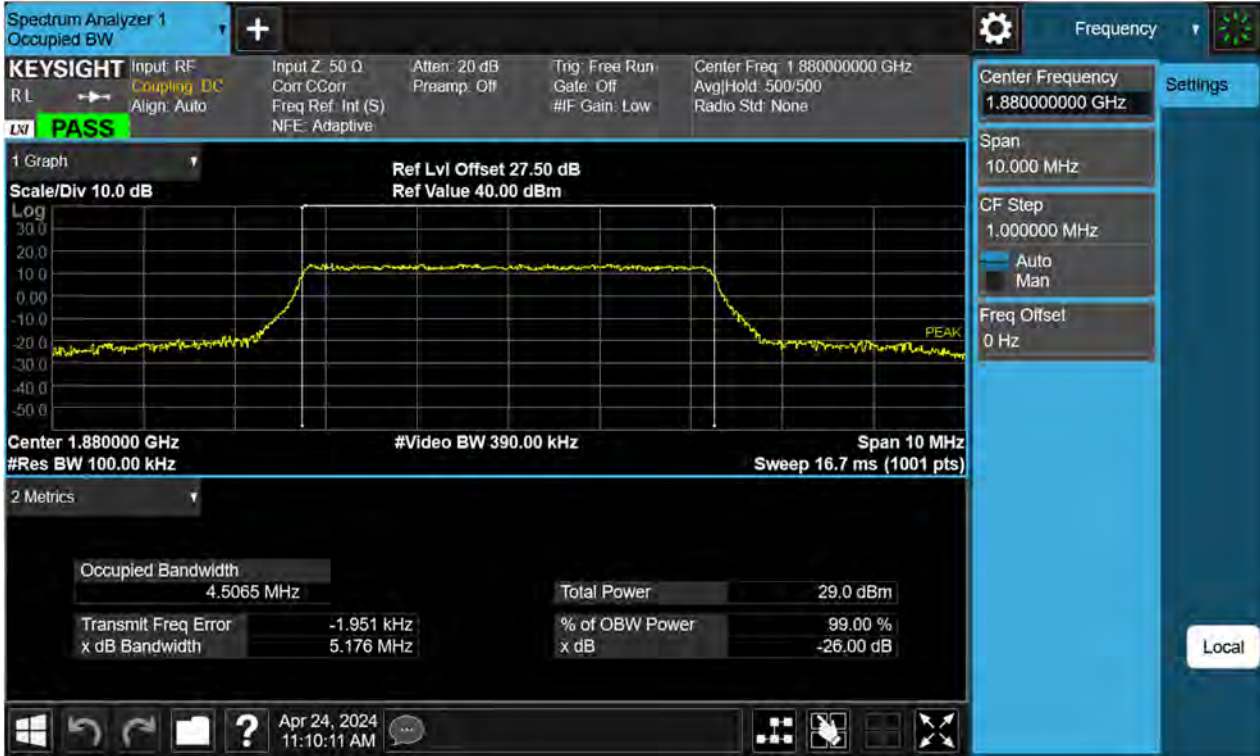 Spectrum Analyzer 1
Occupied BW
+
Frequency
KEYSIGHT
R L
LXI
PASS
Input: RF
Coupling: DC
Align: Auto
Input Z: 50 Ω
Corr CCorr
Freq Ref: Int (S)
NFE: Adaptive
Atten: 20 dB
Preamp: Off
Trig: Free Run
Gate: Off
#IF Gain: Low
Center Freq: 1.880000000 GHz
Avg|Hold: 500/500
Radio Std: None
1 Graph
Scale/Div 10.0 dB
Ref Lvl Offset 27.50 dB
Ref Value 40.00 dBm
Log
30.0
20.0
10.0
0.00
-10.0
-20.0
-30.0
-40.0
-50.0
PEAK
Center 1.880000 GHz
#Video BW 390.00 kHz
Span 10 MHz
#Res BW 100.00 kHz
Sweep 16.7 ms (1001 pts)
2 Metrics
Occupied Bandwidth
4.5065 MHz
Total Power 29.0 dBm
Transmit Freq Error -1.951 kHz
% of OBW Power 99.00 %
x dB Bandwidth 5.176 MHz
x dB -26.00 dB
Center Frequency
1.880000000 GHz
Settings
Span
10.000 MHz
CF Step
1.000000 MHz
Auto
Man
Freq Offset
0 Hz
Local
?
Apr 24, 2024
11:10:11 AM